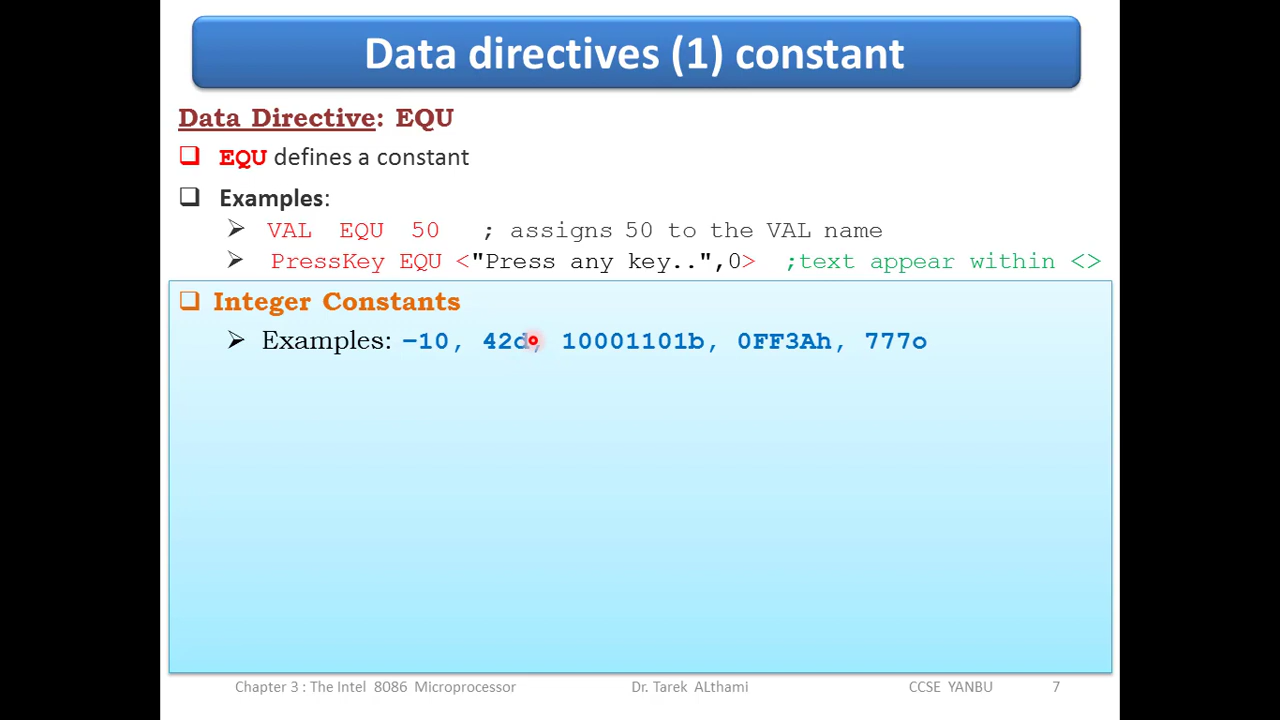 Data directives (1) constant
Data Directive: EQU
EQU defines a constant
Examples:
VAL EQU 50 ; assigns 50 to the VAL name
PressKey EQU <"Press any key..",0> ;text appear within <>
Integer Constants
Examples: –10, 42d, 10001101b, 0FF3Ah, 777o
Chapter 3 : The Intel 8086 Microprocessor Dr. Tarek ALthami CCSE YANBU 7